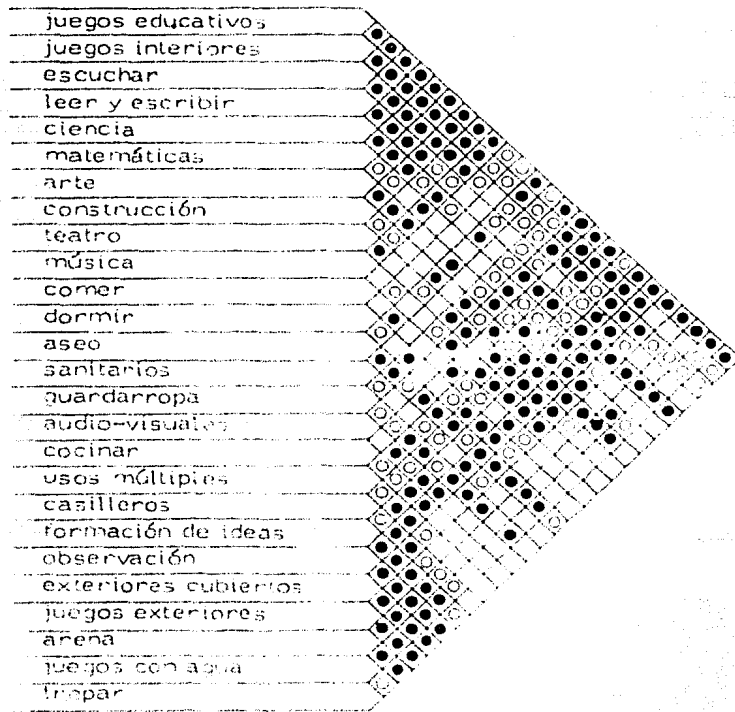 juegos educativos
juegos interiores
escuchar
leer y escribir
ciencia
matemáticas
arte
construcción
teatro
música
comer
dormir
aseo
sanitarios
guardarropa
audio-visuales
cocinar
usos múltiples
casilleros
formación de ideas
observación
exteriores cubiertos
juegos exteriores
arena
juegos con agua
trepar